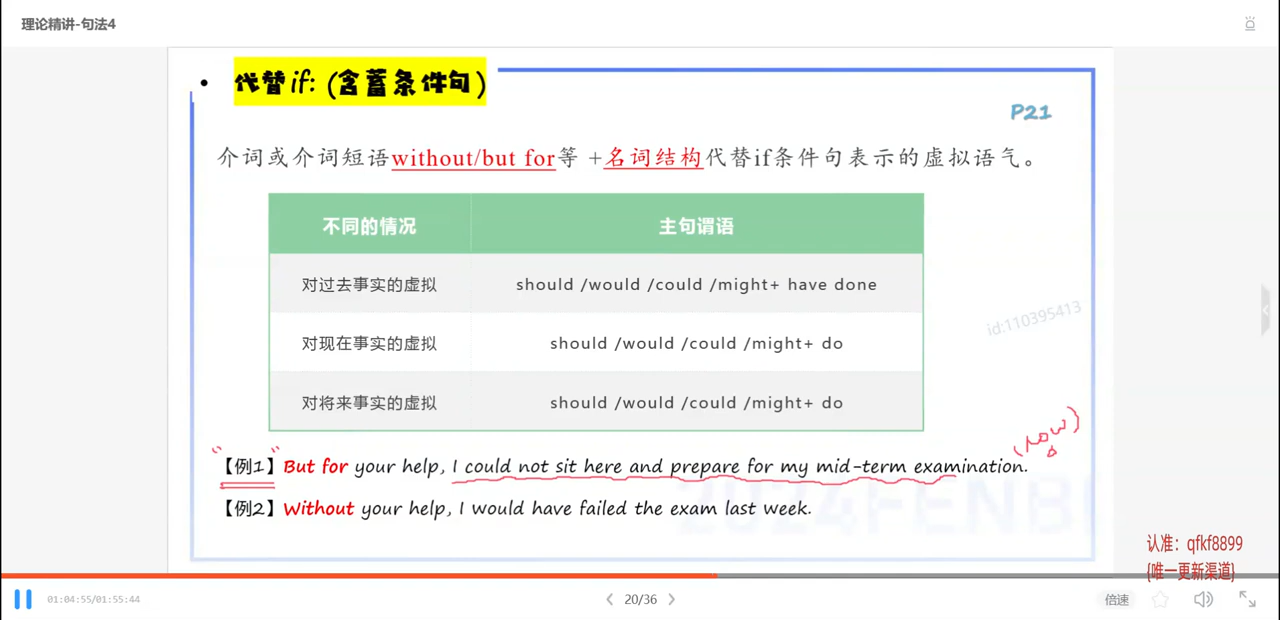 理论精讲-句法4
• 代替if: (含蓄条件句)
P21
介词或介词短语without/but for等 +名词结构代替if条件句表示的虚拟语气。
不同的情况 主句谓语
对过去事实的虚拟 should /would /could /might+ have done
对现在事实的虚拟 should /would /could /might+ do
id:110395413
对将来事实的虚拟 should /would /could /might+ do
(now)
【例1】But for your help, I could not sit here and prepare for my mid-term examination.
【例2】Without your help, I would have failed the exam last week.
2024FENB
认准：qfkf8899
{唯一更新渠道}
01:04:55/01:55:44
20/36
倍速